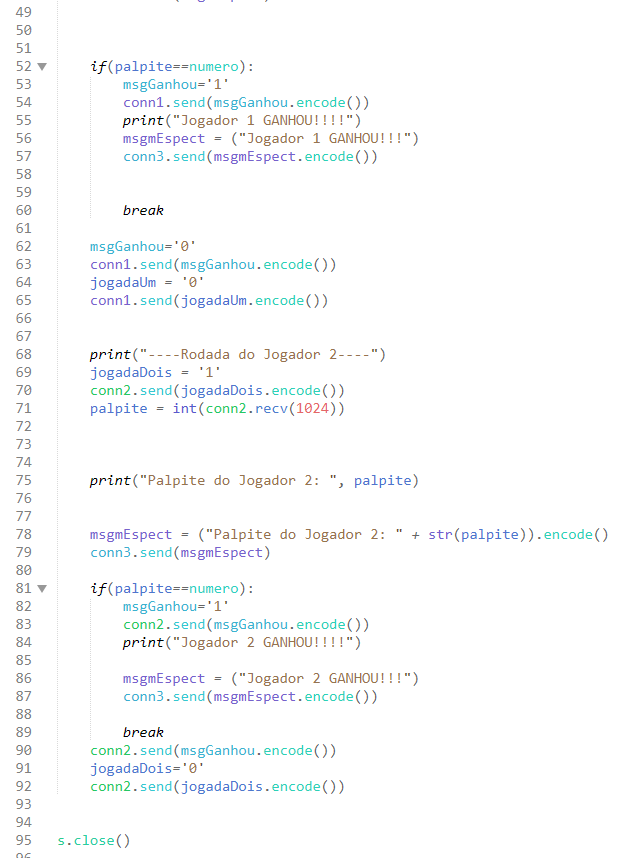 49
50
51
52 if(palpite==numero):
53 msgGanhou='1'
54 conn1.send(msgGanhou.encode())
55 print("Jogador 1 GANHOU!!!!")
56 msgmEspect = ("Jogador 1 GANHOU!!!")
57 conn3.send(msgmEspect.encode())
58
59
60 break
61
62 msgGanhou='0'
63 conn1.send(msgGanhou.encode())
64 jogadaUm = '0'
65 conn1.send(jogadaUm.encode())
66
67
68 print("----Rodada do Jogador 2----")
69 jogadaDois = '1'
70 conn2.send(jogadaDois.encode())
71 palpite = int(conn2.recv(1024))
72
73
74
75 print("Palpite do Jogador 2: ", palpite)
76
77
78 msgmEspect = ("Palpite do Jogador 2: " + str(palpite)).encode()
79 conn3.send(msgmEspect)
80
81 if(palpite==numero):
82 msgGanhou='1'
83 conn2.send(msgGanhou.encode())
84 print("Jogador 2 GANHOU!!!!")
85
86 msgmEspect = ("Jogador 2 GANHOU!!!")
87 conn3.send(msgmEspect.encode())
88
89 break
90 conn2.send(msgGanhou.encode())
91 jogadaDois='0'
92 conn2.send(jogadaDois.encode())
93
94
95 s.close()